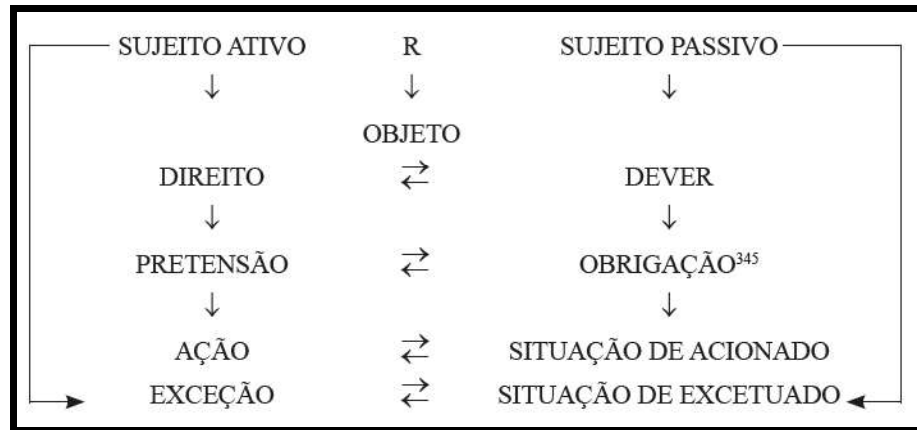 SUJEITO ATIVO R SUJEITO PASSIVO
↓ ↓ ↓
OBJETO
DIREITO ⇄ DEVER
↓ ↓
PRETENSÃO ⇄ OBRIGAÇÃO³⁴⁵
↓ ↓
AÇÃO ⇄ SITUAÇÃO DE ACIONADO
EXCEÇÃO ⇄ SITUAÇÃO DE EXCETUADO